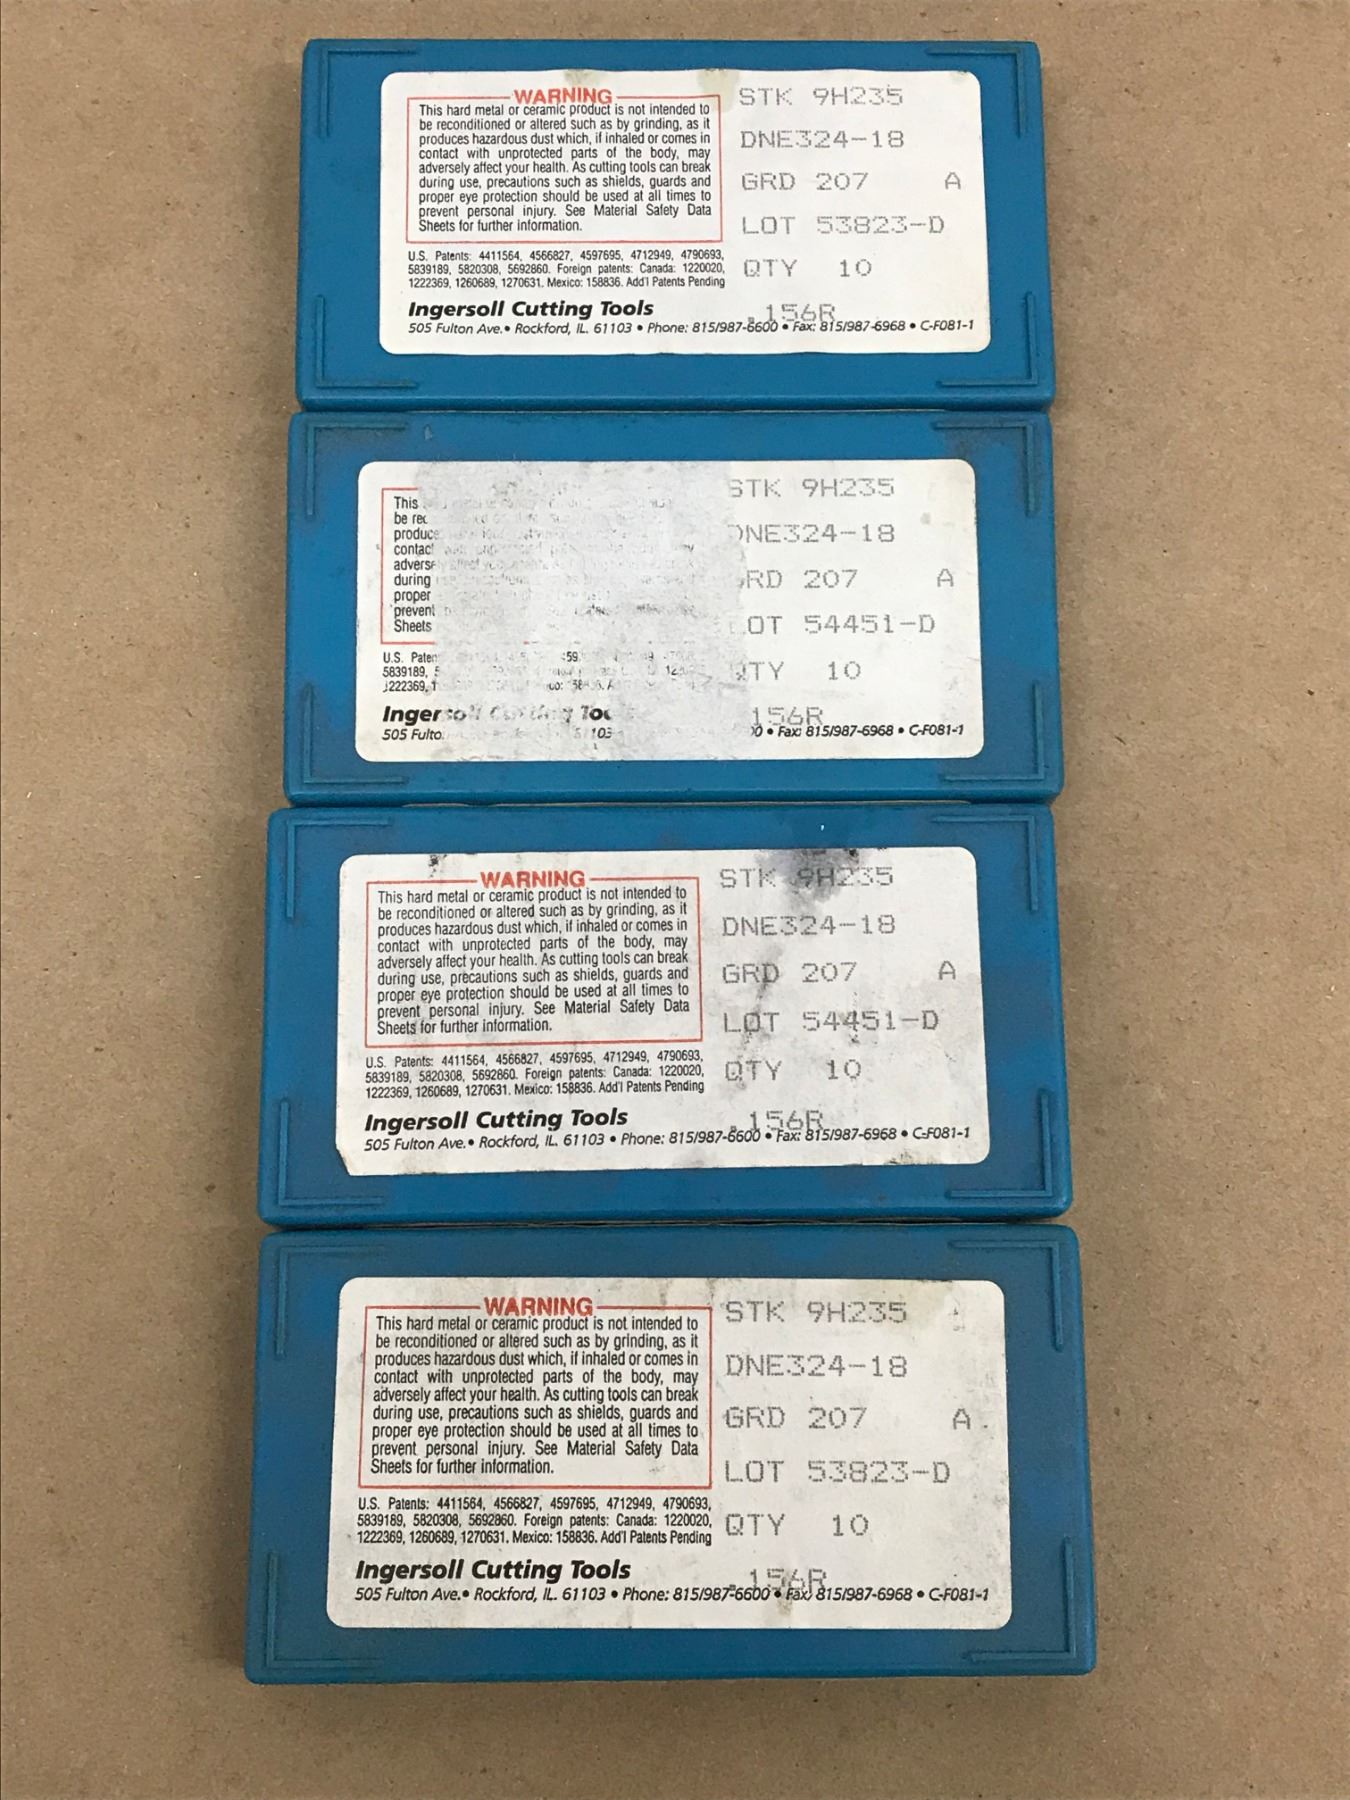 WARNING
This hard metal or ceramic product is not intended to
be reconditioned or altered such as by grinding, as it
produces hazardous dust which, if inhaled or comes in
contact with unprotected parts of the body, may
adversely affect your health. As cutting tools can break
during use, precautions such as shields, guards and
proper eye protection should be used at all times to
prevent personal injury. See Material Safety Data
Sheets for further information.
U.S. Patents: 4411564, 4566827, 4597695, 4712949, 4790693,
5839189, 5820308, 5692860. Foreign patents: Canada: 1220020,
1222369, 1260689, 1270631. Mexico: 158836. Add'l Patents Pending
Ingersoll Cutting Tools
505 Fulton Ave. • Rockford, IL. 61103 • Phone: 815/987-6600 • Fax: 815/987-6968 • C-F081-1
STK 9H235
DNE324-18
GRD 207 A
LOT 53823-D
QTY 10
.156R
This
be rec
produce
contact with
adversely affect
during
proper
prevent
Sheets
U.S. Paten
5839189,
1222369,
Ingersoll Cutting Too
505 Fulto 61103
00 • Fax: 815/987-6968 • C-F081-1
STK 9H235
DNE324-18
GRD 207 A
LOT 54451-D
QTY 10
156R
WARNING
This hard metal or ceramic product is not intended to
be reconditioned or altered such as by grinding, as it
produces hazardous dust which, if inhaled or comes in
contact with unprotected parts of the body, may
adversely affect your health. As cutting tools can break
during use, precautions such as shields, guards and
proper eye protection should be used at all times to
prevent personal injury. See Material Safety Data
Sheets for further information.
U.S. Patents: 4411564, 4566827, 4597695, 4712949, 4790693,
5839189, 5820308, 5692860. Foreign patents: Canada: 1220020,
1222369, 1260689, 1270631. Mexico: 158836. Add'l Patents Pending
Ingersoll Cutting Tools
505 Fulton Ave. • Rockford, IL. 61103 • Phone: 815/987-6600 • Fax: 815/987-6968 • C-F081-1
STK 9H235
DNE324-18
GRD 207 A
LOT 54451-D
QTY 10
.156R
WARNING
This hard metal or ceramic product is not intended to
be reconditioned or altered such as by grinding, as it
produces hazardous dust which, if inhaled or comes in
contact with unprotected parts of the body, may
adversely affect your health. As cutting tools can break
during use, precautions such as shields, guards and
proper eye protection should be used at all times to
prevent personal injury. See Material Safety Data
Sheets for further information.
U.S. Patents: 4411564, 4566827, 4597695, 4712949, 4790693,
5839189, 5820308, 5692860. Foreign patents: Canada: 1220020,
1222369, 1260689, 1270631. Mexico: 158836. Add'l Patents Pending
Ingersoll Cutting Tools
505 Fulton Ave. • Rockford, IL. 61103 • Phone: 815/987-6600 • Fax: 815/987-6968 • C-F081-1
STK 9H235
DNE324-18
GRD 207 A
LOT 53823-D
QTY 10
.156R